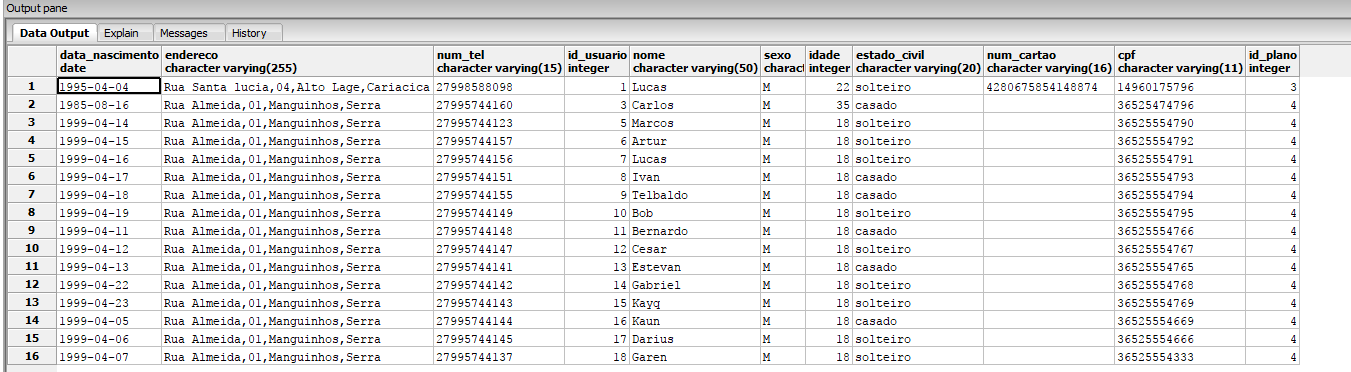 Output pane
Data Output Explain Messages History
data_nascimento endereco num_tel id_usuario nome sexo idade estado_civil num_cartao cpf id_plano
date character varying(255) character varying(15) integer character varying(50) charact integer character varying(20) character varying(16) character varying(11) integer
1 1995-04-04 Rua Santa lucia,04,Alto Lage,Cariacica 27998588098 1 Lucas M 22 solteiro 4280675854148874 14960175796 3
2 1985-08-16 Rua Almeida,01,Manguinhos,Serra 27995744160 3 Carlos M 35 casado 36525474796 4
3 1999-04-14 Rua Almeida,01,Manguinhos,Serra 27995744123 5 Marcos M 18 solteiro 36525554790 4
4 1999-04-15 Rua Almeida,01,Manguinhos,Serra 27995744157 6 Artur M 18 solteiro 36525554792 4
5 1999-04-16 Rua Almeida,01,Manguinhos,Serra 27995744156 7 Lucas M 18 solteiro 36525554791 4
6 1999-04-17 Rua Almeida,01,Manguinhos,Serra 27995744151 8 Ivan M 18 casado 36525554793 4
7 1999-04-18 Rua Almeida,01,Manguinhos,Serra 27995744155 9 Telbaldo M 18 casado 36525554794 4
8 1999-04-19 Rua Almeida,01,Manguinhos,Serra 27995744149 10 Bob M 18 solteiro 36525554795 4
9 1999-04-11 Rua Almeida,01,Manguinhos,Serra 27995744148 11 Bernardo M 18 casado 36525554766 4
10 1999-04-12 Rua Almeida,01,Manguinhos,Serra 27995744147 12 Cesar M 18 solteiro 36525554767 4
11 1999-04-13 Rua Almeida,01,Manguinhos,Serra 27995744141 13 Estevan M 18 casado 36525554765 4
12 1999-04-22 Rua Almeida,01,Manguinhos,Serra 27995744142 14 Gabriel M 18 solteiro 36525554768 4
13 1999-04-23 Rua Almeida,01,Manguinhos,Serra 27995744143 15 Kayq M 18 solteiro 36525554769 4
14 1999-04-05 Rua Almeida,01,Manguinhos,Serra 27995744144 16 Kaun M 18 casado 36525554669 4
15 1999-04-06 Rua Almeida,01,Manguinhos,Serra 27995744145 17 Darius M 18 solteiro 36525554666 4
16 1999-04-07 Rua Almeida,01,Manguinhos,Serra 27995744137 18 Garen M 18 solteiro 36525554333 4